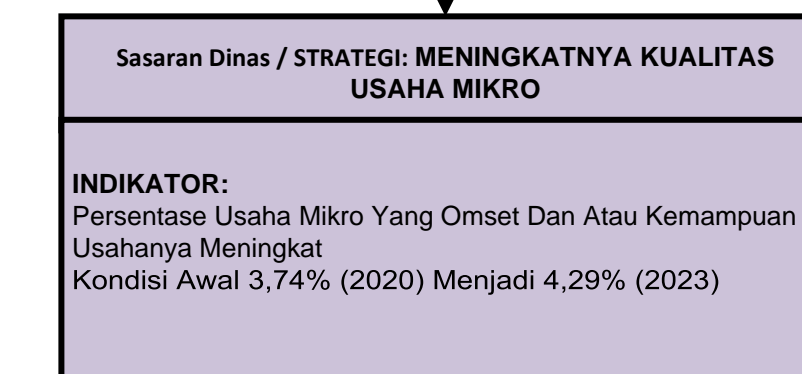 Sasaran Dinas / STRATEGI: MENINGKATNYA KUALITAS
USAHA MIKRO
INDIKATOR:
Persentase Usaha Mikro Yang Omset Dan Atau Kemampuan
Usahanya Meningkat
Kondisi Awal 3,74% (2020) Menjadi 4,29% (2023)